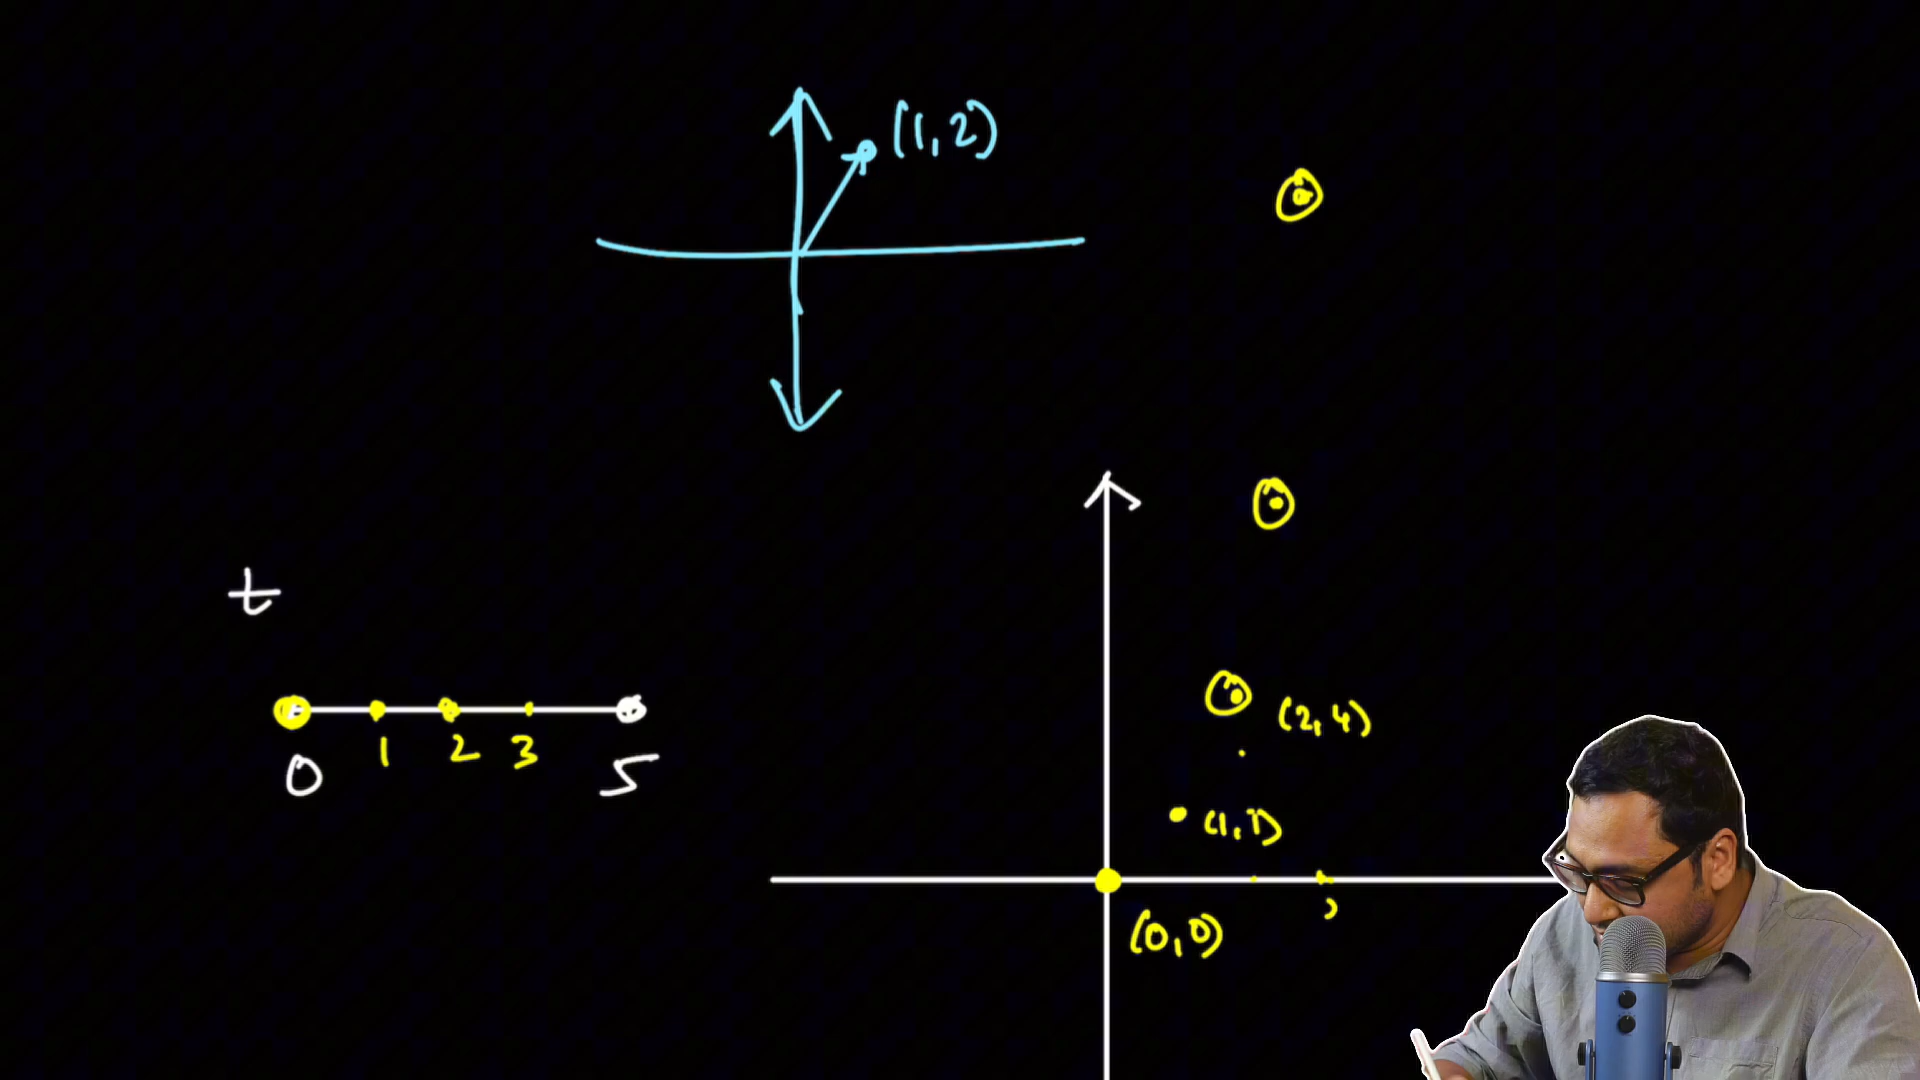 (1,2)
t
(2,4)
1 2 3
0 5
(1,1)
(0,0)